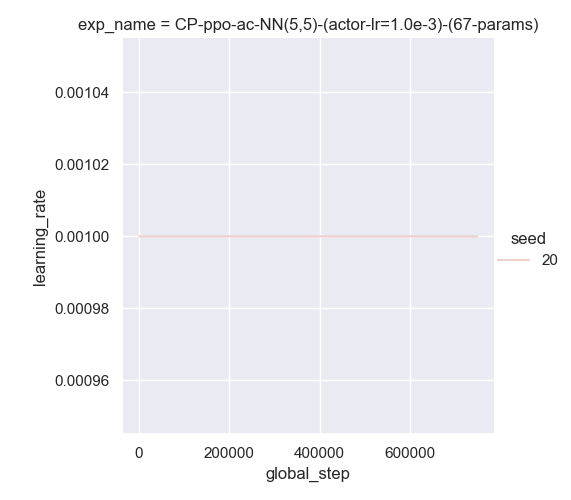 exp_name = CP-ppo-ac-NN(5,5)-(actor-lr=1.0e-3)-(67-params)
0.00104
0.00102
0.00100
0.00098
0.00096
learning_rate
0 200000 400000 600000
global_step
seed
20